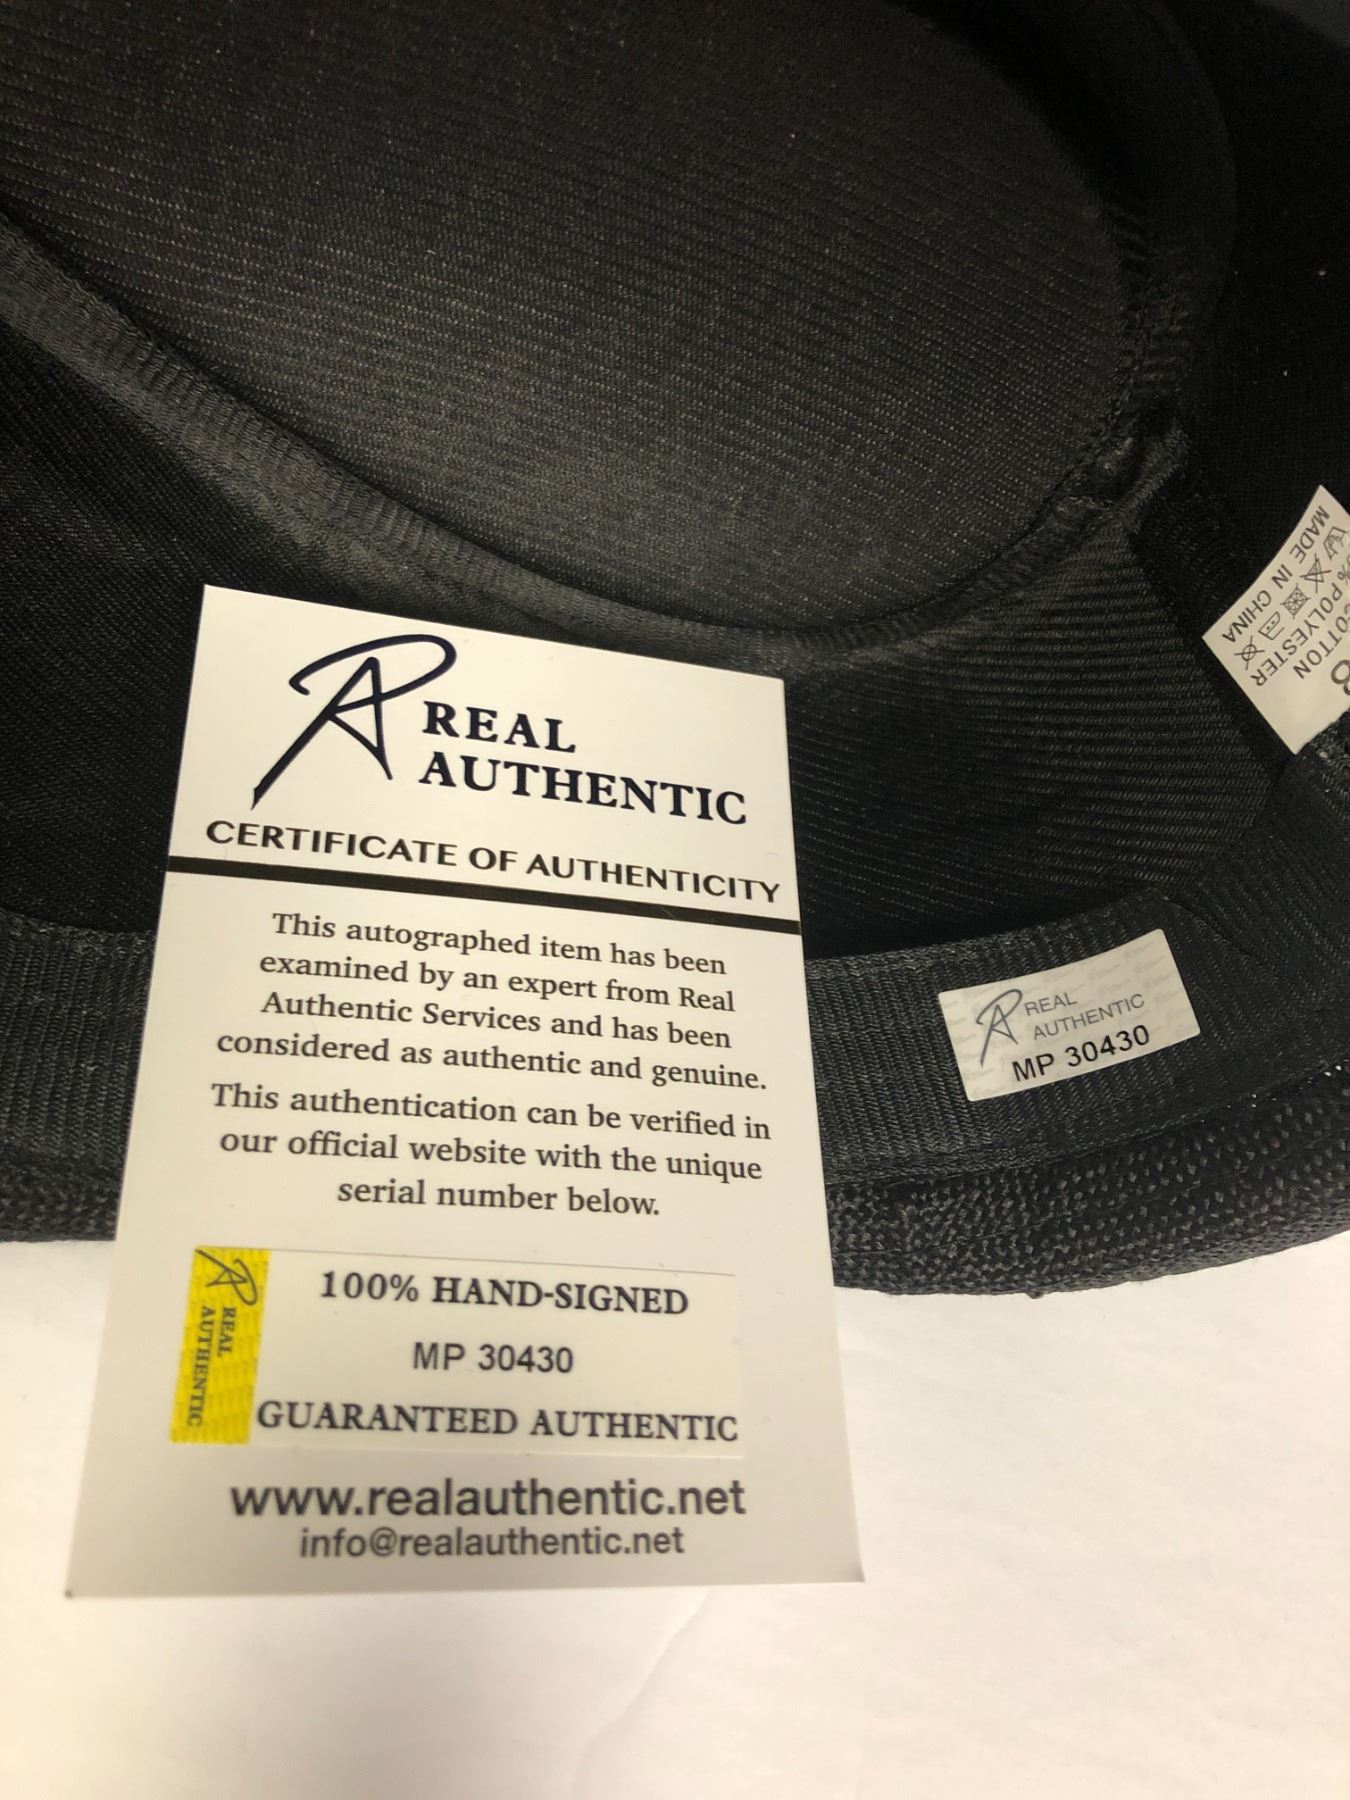 REAL
AUTHENTIC
CERTIFICATE OF AUTHENTICITY
This autographed item has been
examined by an expert from Real
Authentic Services and has been
considered as authentic and genuine.
This authentication can be verified in
our official website with the unique
serial number below.
REAL
AUTHENTIC
100% HAND-SIGNED
MP 30430
GUARANTEED AUTHENTIC
www.realauthentic.net
info@realauthentic.net
REAL
AUTHENTIC
MP 30430
COTTON
% POLYESTER
MADE IN CHINA